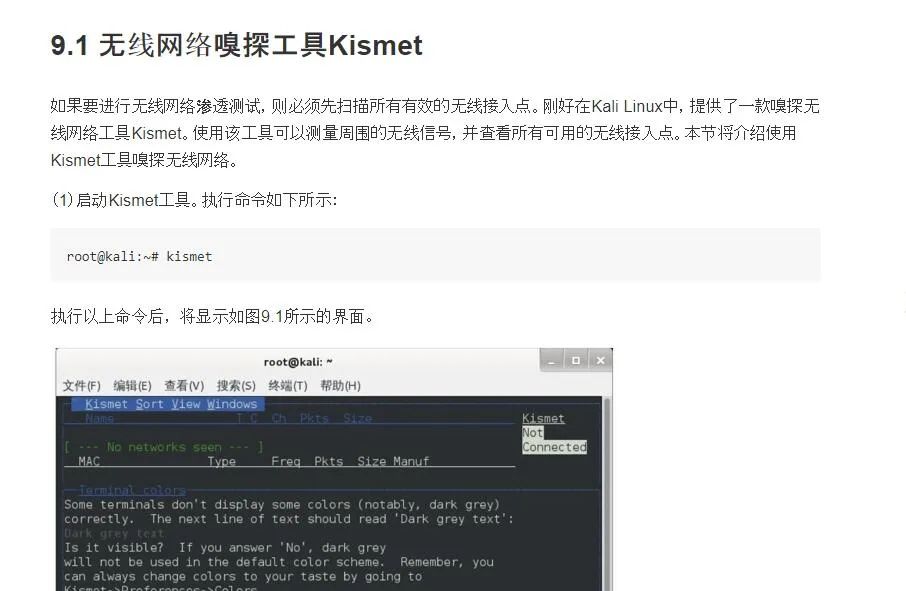 9.1 无线网络嗅探工具Kismet
如果要进行无线网络渗透测试，则必须先扫描所有有效的无线接入点。刚好在Kali Linux中，提供了一款嗅探无
线网络工具Kismet。使用该工具可以测量周围的无线信号，并查看所有可用的无线接入点。本节将介绍使用
Kismet工具嗅探无线网络。
（1）启动Kismet工具。执行命令如下所示：
root@kali:~# kismet
执行以上命令后，将显示如图9.1所示的界面。
root@kali: ~
文件(F) 编辑(E) 查看(V) 搜索(S) 终端(T) 帮助(H)
Kismet Sort View Windows
Name T C Ch Pkts Size
Kismet
Not
Connected
[ --- No networks seen --- ]
MAC Type Freq Pkts Size Manuf
Terminal colors
Some terminals don't display some colors (notably, dark grey)
correctly. The next line of text should read 'Dark grey text':
Dark grey text
Is it visible? If you answer 'No', dark grey
will not be used in the default color scheme. Remember, you
can always change colors to your taste by going to
Kismet->Preferences->Colors